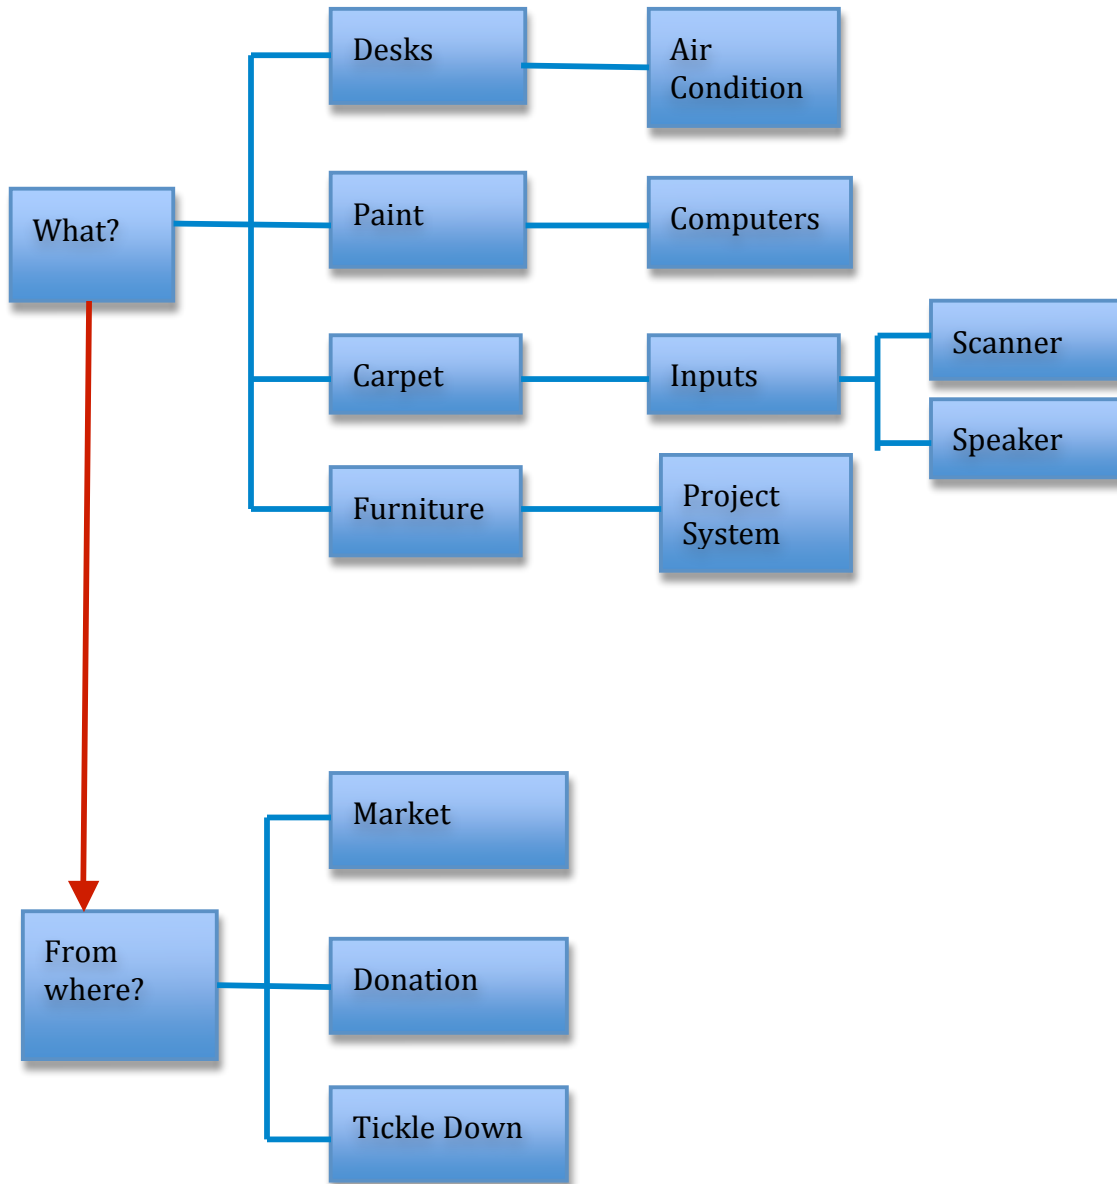 Desks
Air
Condition
What?
Paint
Computers
Carpet
Inputs
Scanner
Speaker
Furniture
Project
System
Market
From
where?
Donation
Tickle Down